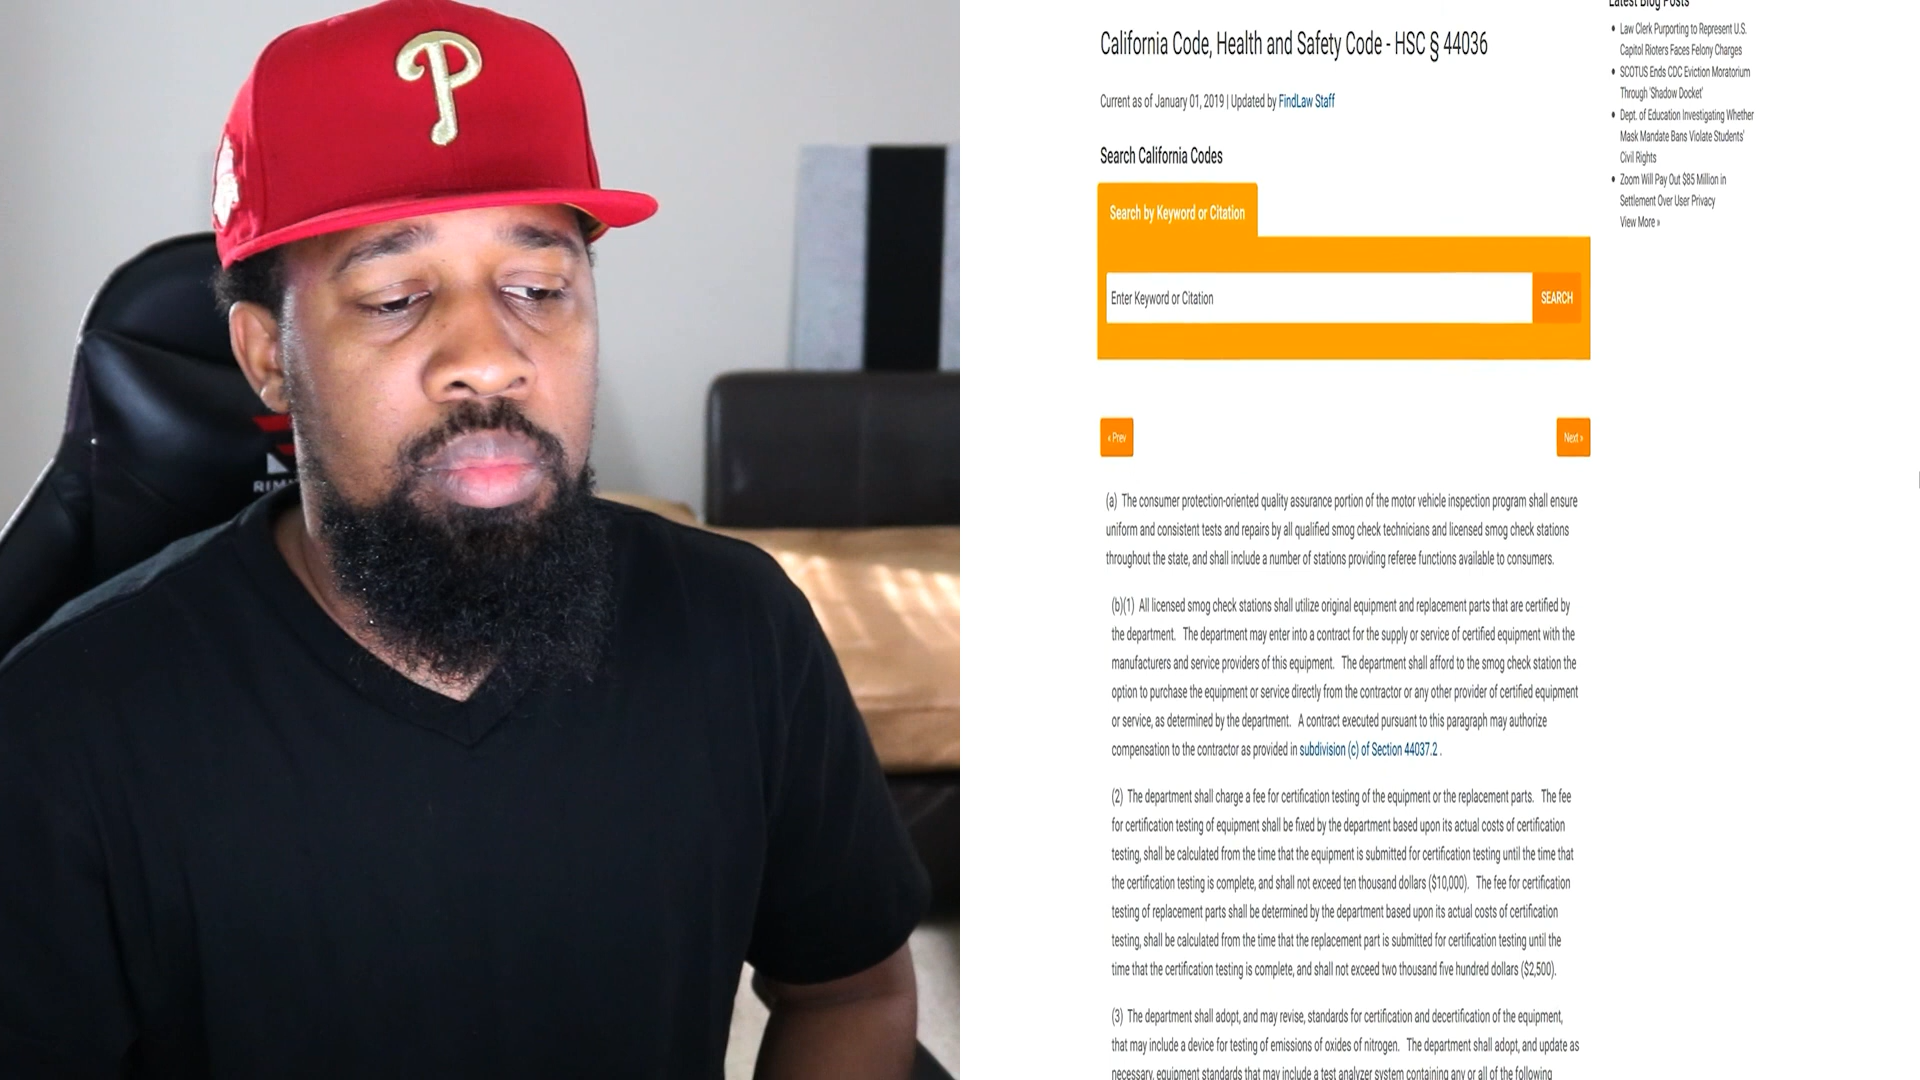 P
RIM
Latest Blog Posts
Law Clerk Purporting to Represent U.S.
Capitol Rioters Faces Felony Charges
SCOTUS Ends CDC Eviction Moratorium
Through 'Shadow Docket'
Dept. of Education Investigating Whether
Mask Mandate Bans Violate Students'
Civil Rights
Zoom Will Pay Out $85 Million in
Settlement Over User Privacy
View More »
California Code, Health and Safety Code - HSC § 44036
Current as of January 01, 2019 | Updated by FindLaw Staff
Search California Codes
Search by Keyword or Citation
Enter Keyword or Citation
SEARCH
« Prev
Next »
(a) The consumer protection-oriented quality assurance portion of the motor vehicle inspection program shall ensure
uniform and consistent tests and repairs by all qualified smog check technicians and licensed smog check stations
throughout the state, and shall include a number of stations providing referee functions available to consumers.
(b)(1) All licensed smog check stations shall utilize original equipment and replacement parts that are certified by
the department. The department may enter into a contract for the supply or service of certified equipment with the
manufacturers and service providers of this equipment. The department shall afford to the smog check station the
option to purchase the equipment or service directly from the contractor or any other provider of certified equipment
or service, as determined by the department. A contract executed pursuant to this paragraph may authorize
compensation to the contractor as provided in subdivision (c) of Section 44037.2 .
(2) The department shall charge a fee for certification testing of the equipment or the replacement parts. The fee
for certification testing of equipment shall be fixed by the department based upon its actual costs of certification
testing, shall be calculated from the time that the equipment is submitted for certification testing until the time that
the certification testing is complete, and shall not exceed ten thousand dollars ($10,000). The fee for certification
testing of replacement parts shall be determined by the department based upon its actual costs of certification
testing, shall be calculated from the time that the replacement part is submitted for certification testing until the
time that the certification testing is complete, and shall not exceed two thousand five hundred dollars ($2,500).
(3) The department shall adopt, and may revise, standards for certification and decertification of the equipment,
that may include a device for testing of emissions of oxides of nitrogen. The department shall adopt, and update as
necessary, equipment standards that may include a test analyzer system containing any or all of the following